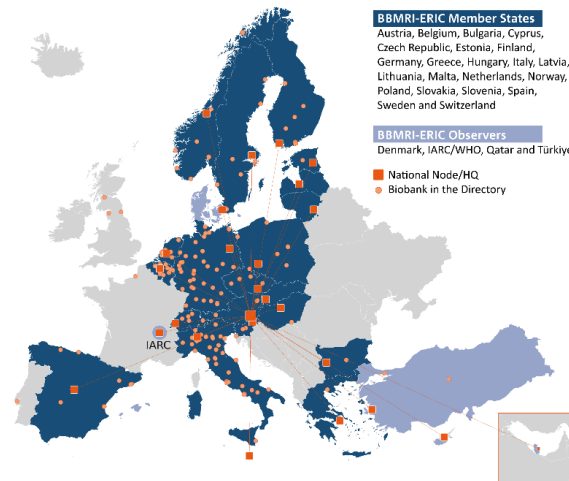 BBMRI-ERIC Member States
Austria, Belgium, Bulgaria, Cyprus,
Czech Republic, Estonia, Finland,
Germany, Greece, Hungary, Italy, Latvia,
Lithuania, Malta, Netherlands, Norway,
Poland, Slovakia, Slovenia, Spain,
Sweden and Switzerland
BBMRI-ERIC Observers
Denmark, IARC/WHO, Qatar and Türkiye
National Node/HQ
Biobank in the Directory
IARC